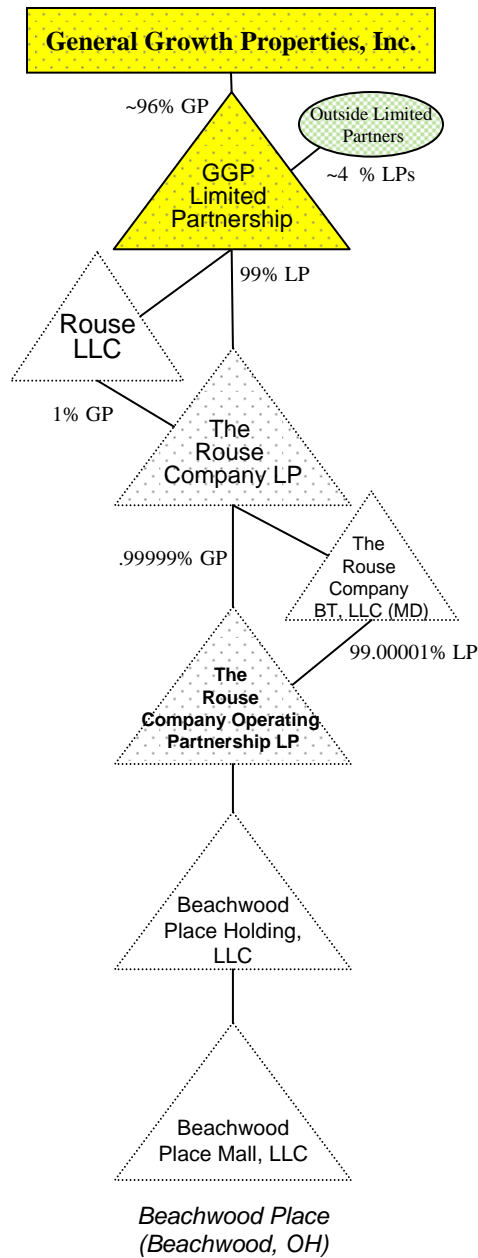 General Growth Properties, Inc.
~96% GP
Outside Limited
Partners
~4 % LPs
GGP
Limited
Partnership
99% LP
Rouse
LLC
1% GP
The
Rouse
Company LP
.99999% GP
The
Rouse
Company
BT, LLC (MD)
99.00001% LP
The
Rouse
Company Operating
Partnership LP
Beachwood
Place Holding,
LLC
Beachwood
Place Mall, LLC
Beachwood Place
(Beachwood, OH)